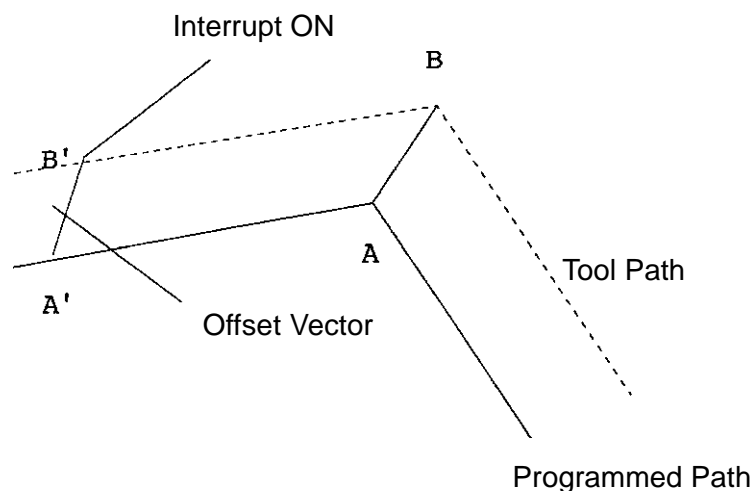 Interrupt ON
B
B'
A
Tool Path
A'
Offset Vector
Programmed Path